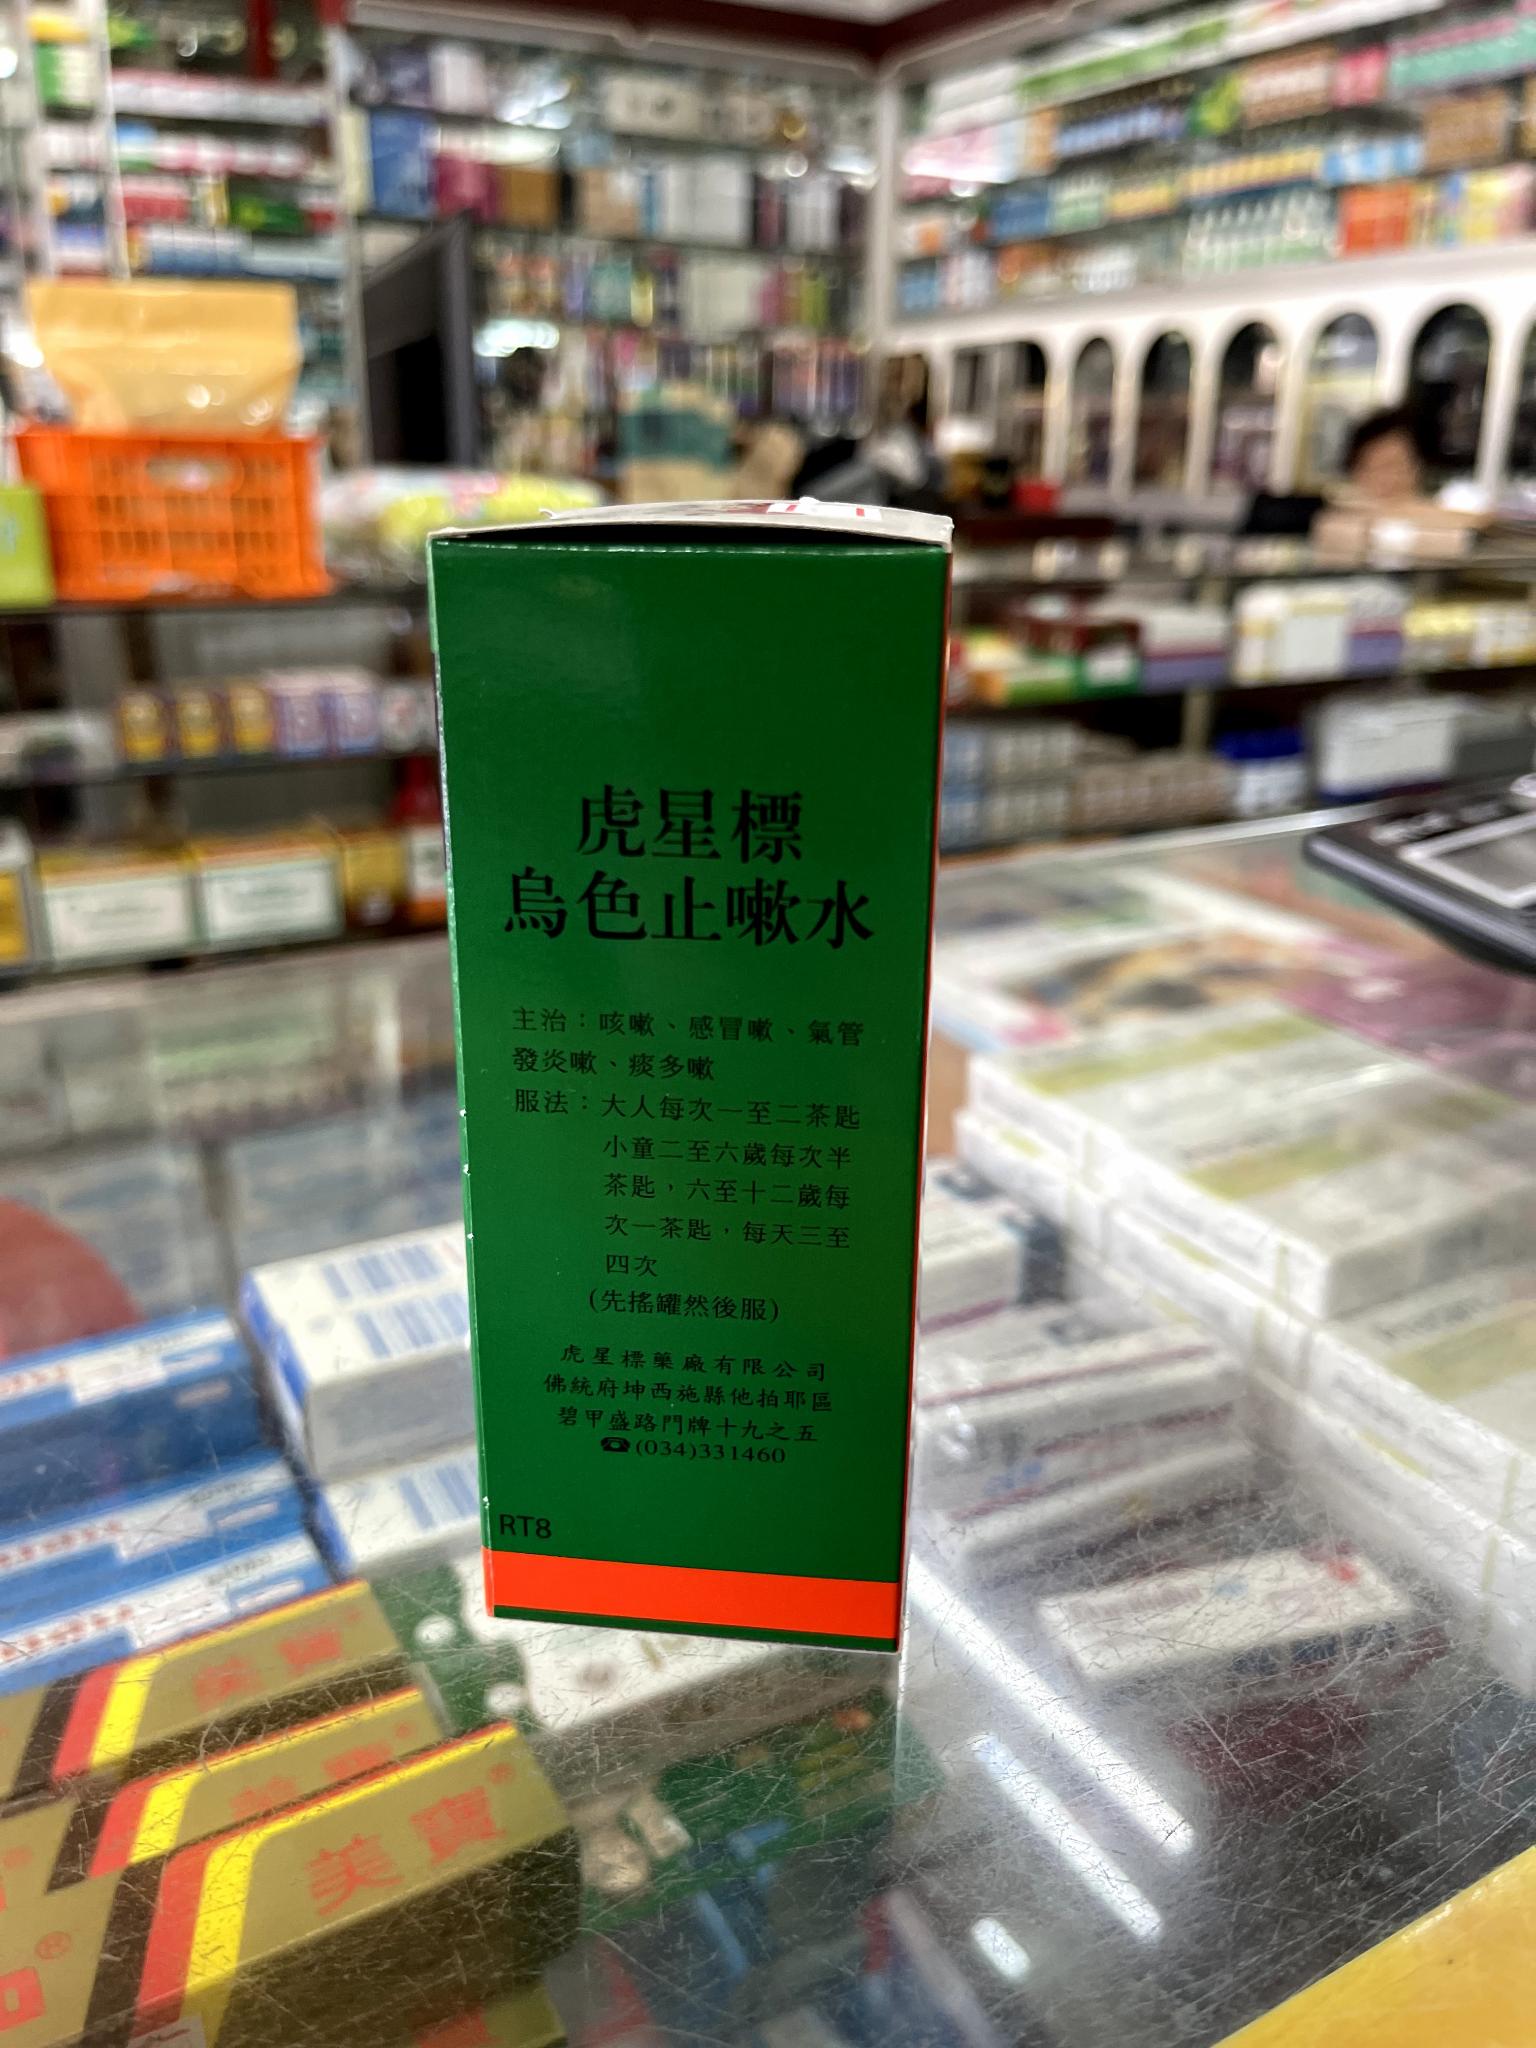 虎星標
烏色止嗽水
主治：咳嗽、感冒嗽、氣管
發炎嗽、痰多嗽
服法：大人每次一至二茶匙
小童二至六歲每次半
茶匙，六至十二歲每
次一茶匙，每天三至
四次
(先搖罐然後服)
虎星標藥廠有限公司
佛統府坤西施縣他拍耶區
碧甲盛路門牌十九之五
☎(034)331460
RT8
美寶
美寶
美寶